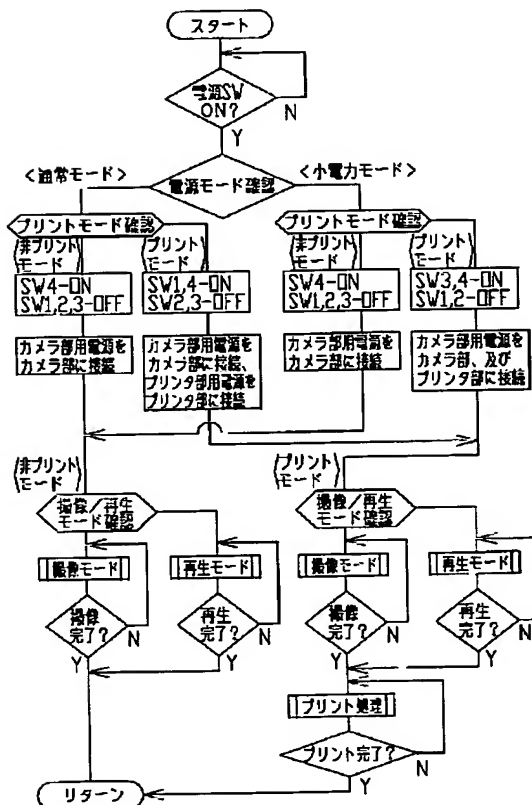 スタート
電源SW
ON?
N
Y
<通常モード>
<小電力モード>
電源モード確認
プリントモード確認
プリントモード確認
非プリント
モード
プリント
モード
非プリント
モード
プリント
モード
SW4-ON
SW1,2,3-OFF
SW1,4-ON
SW2,3-OFF
SW4-ON
SW1,2,3-OFF
SW3,4-ON
SW1,2-OFF
カメラ部用電源を
カメラ部に接続
カメラ部用電源を
カメラ部に接続、
プリンタ部用電源を
プリンタ部に接続
カメラ部用電源を
カメラ部に接続
カメラ部用電源を
カメラ部、及び
プリンタ部に接続
非プリント
モード
プリント
モード
撮像/再生
モード確認
撮像/再生
モード確認
撮像モード
再生モード
撮像モード
再生モード
撮像
完了?
N
Y
再生
完了?
N
Y
撮像
完了?
N
Y
再生
完了?
N
Y
プリント処理
プリント完了?
N
Y
リターン